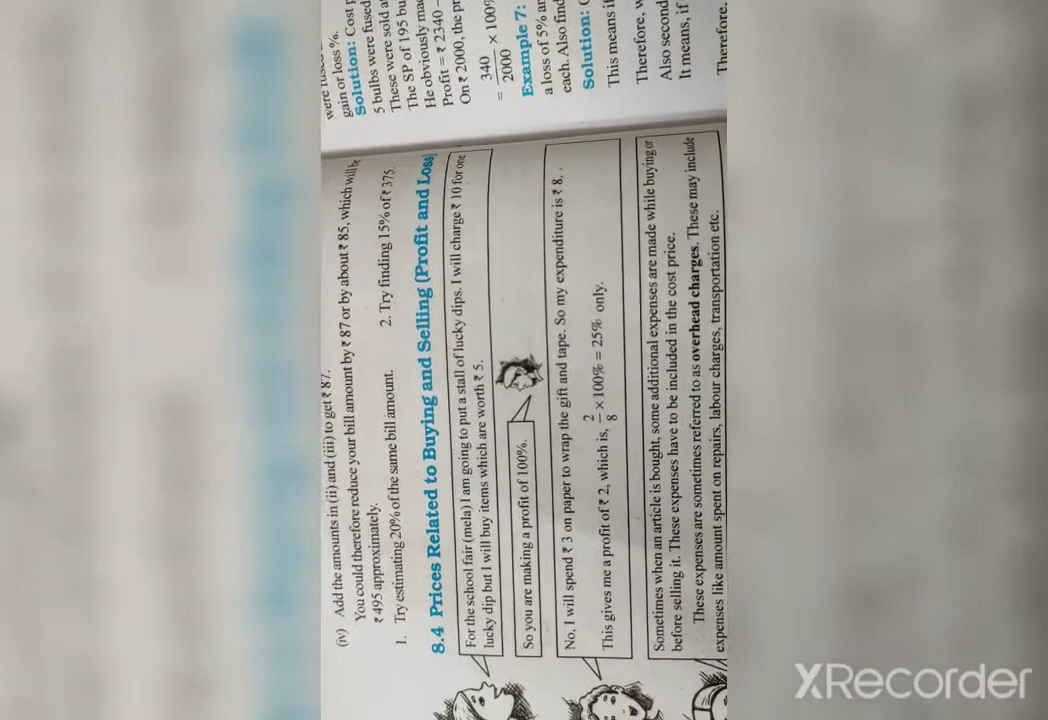 (iv) Add the amounts in (ii) and (iii) to get ₹ 87.
You could therefore reduce your bill amount by ₹ 87 or by about ₹ 85, which will be
₹ 495 approximately.
1. Try estimating 20% of the same bill amount. 2. Try finding 15% of ₹ 375.
8.4 Prices Related to Buying and Selling (Profit and Loss)
For the school fair (mela) I am going to put a stall of lucky dips. I will charge ₹ 10 for one
lucky dip but I will buy items which are worth ₹ 5.
So you are making a profit of 100%.
No, I will spend ₹ 3 on paper to wrap the gift and tape. So my expenditure is ₹ 8.
This gives me a profit of ₹ 2, which is, 2/8 × 100% = 25% only.
Sometimes when an article is bought, some additional expenses are made while buying or
before selling it. These expenses have to be included in the cost price.
These expenses are sometimes referred to as overhead charges. These may include
expenses like amount spent on repairs, labour charges, transportation etc.
were fused
gain or loss %.
Solution: Cost
5 bulbs were fused
These were sold
The SP of 195
He obviously
Profit = ₹ 2340 –
On ₹ 2000, the
= 340/2000 × 100%
Example 7:
a loss of 5%
each. Also find
Solution:
This means
Therefore,
Also second
It means, if
Therefore,
XRecorder